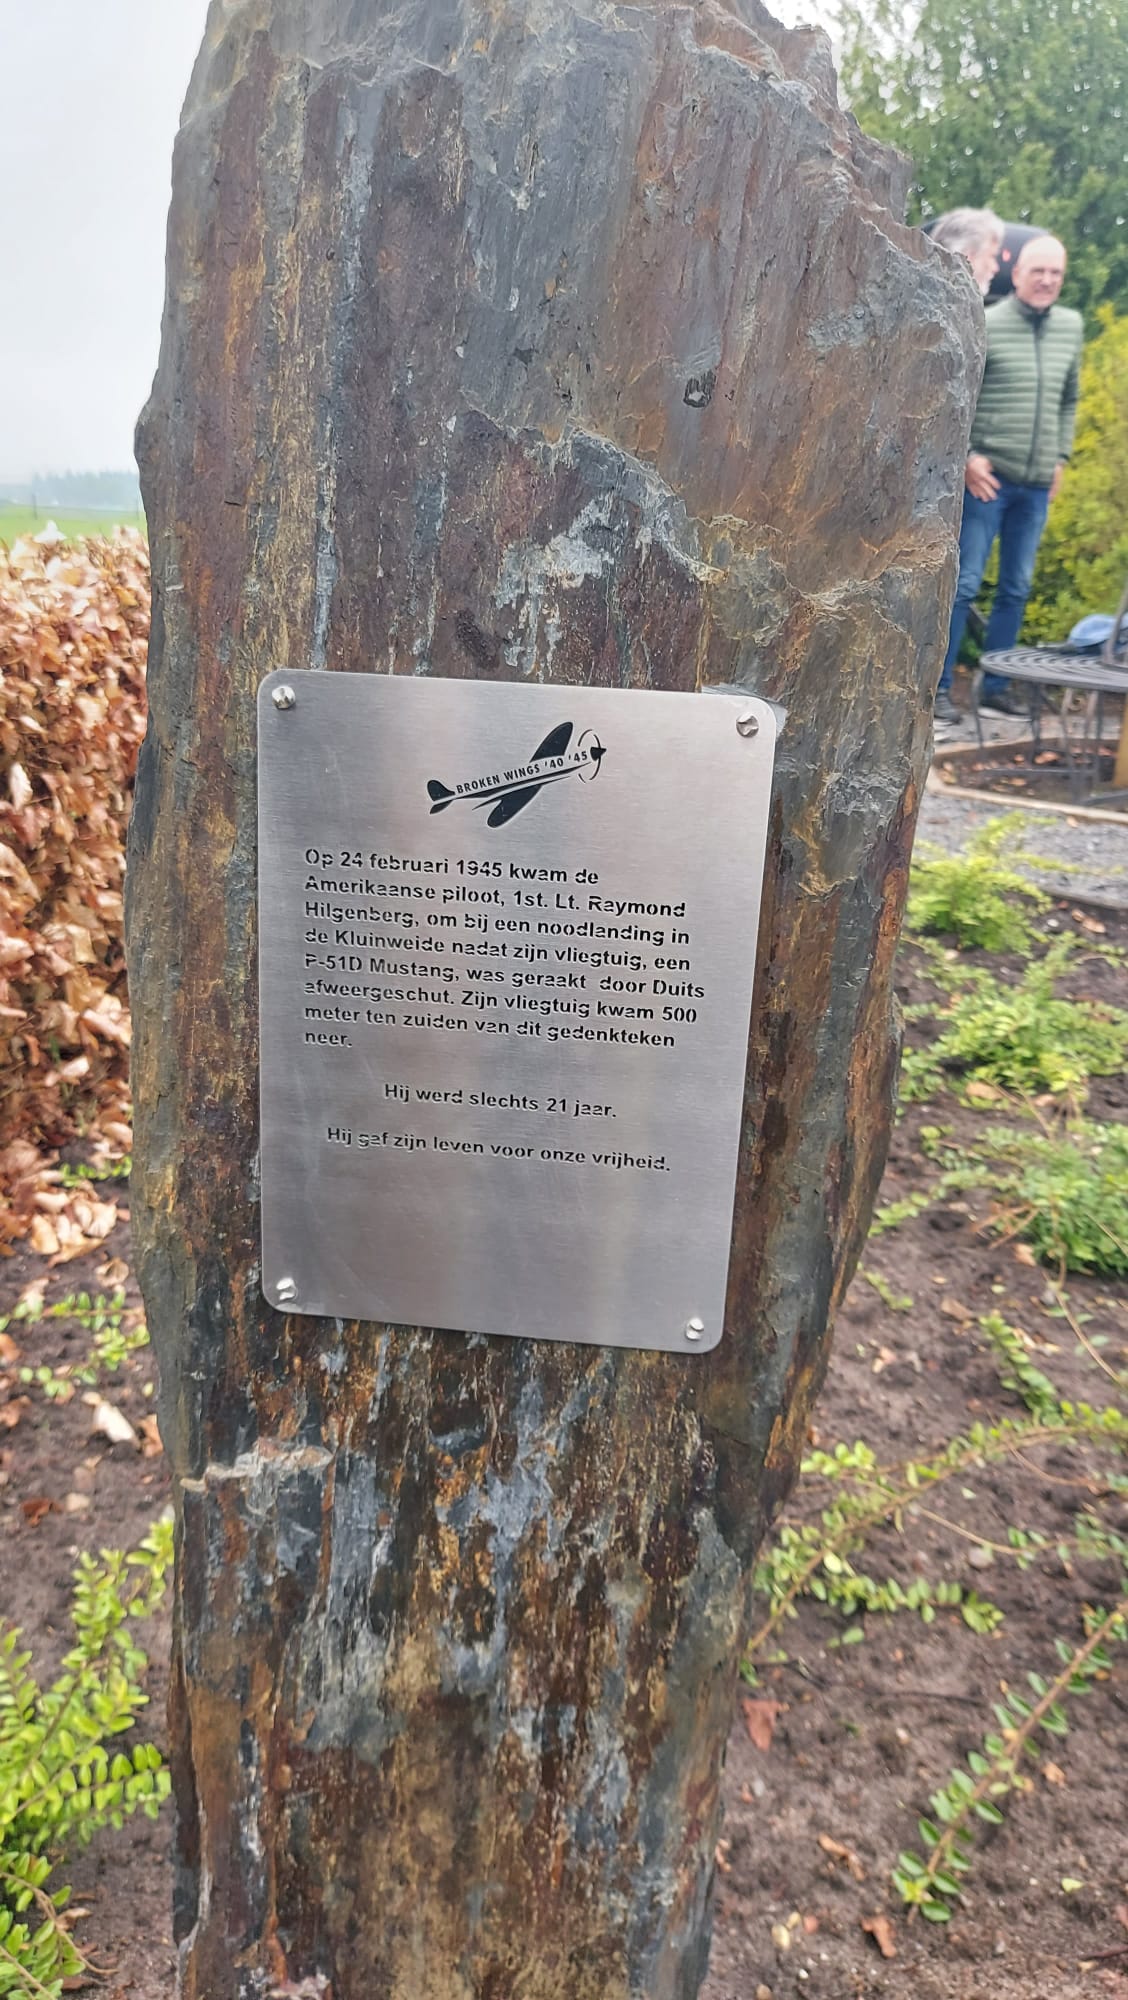 BROKEN WINGS '40 '45
Op 24 februari 1945 kwam de
Amerikaanse piloot, 1st. Lt. Raymond
Hilgenberg, om bij een noodlanding in
de Kluinweide nadat zijn vliegtuig, een
P-51D Mustang, was geraakt door Duits
afweergeschut. Zijn vliegtuig kwam 500
meter ten zuiden van dit gedenkteken
neer.
Hij werd slechts 21 jaar.
Hij gaf zijn leven voor onze vrijheid.